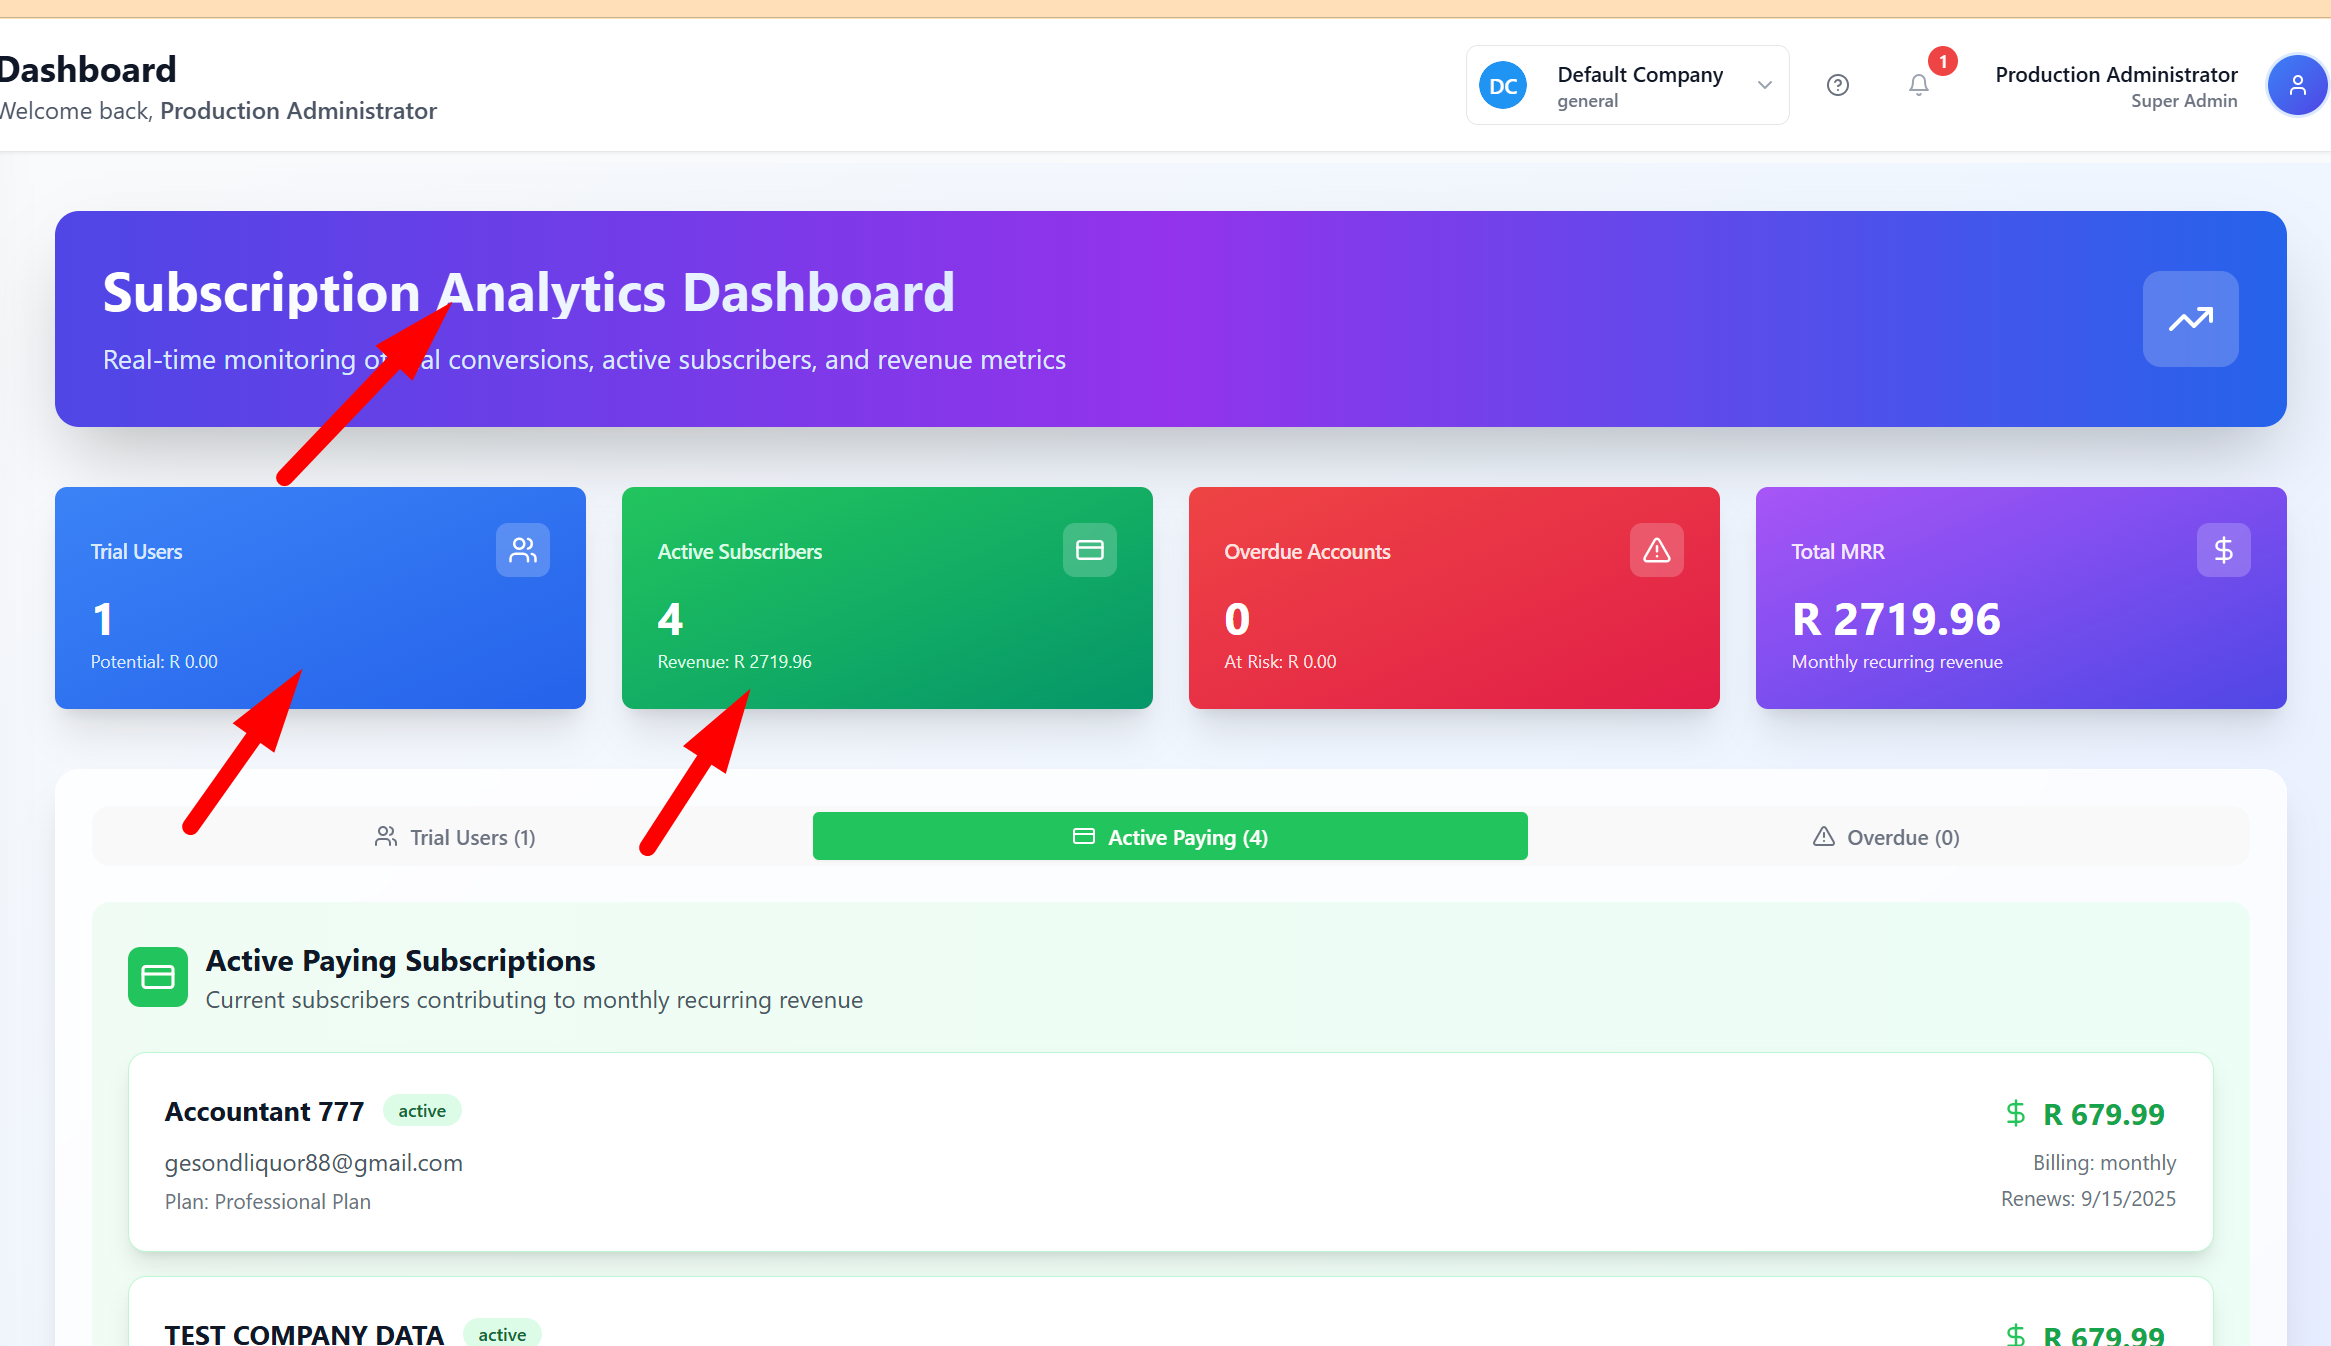 Dashboard
Welcome back, Production Administrator
DC
Default Company
general
1
Production Administrator
Super Admin
Subscription Analytics Dashboard
Real-time monitoring conversions, active subscribers, and revenue metrics
Trial Users
1
Potential: R 0.00
Active Subscribers
4
Revenue: R 2719.96
Overdue Accounts
0
At Risk: R 0.00
Total MRR
R 2719.96
Monthly recurring revenue
Trial Users (1)
Active Paying (4)
Overdue (0)
Active Paying Subscriptions
Current subscribers contributing to monthly recurring revenue
Accountant 777
active
gesondliquor88@gmail.com
Plan: Professional Plan
$ R 679.99
Billing: monthly
Renews: 9/15/2025
TEST COMPANY DATA
active
$ R 679.99